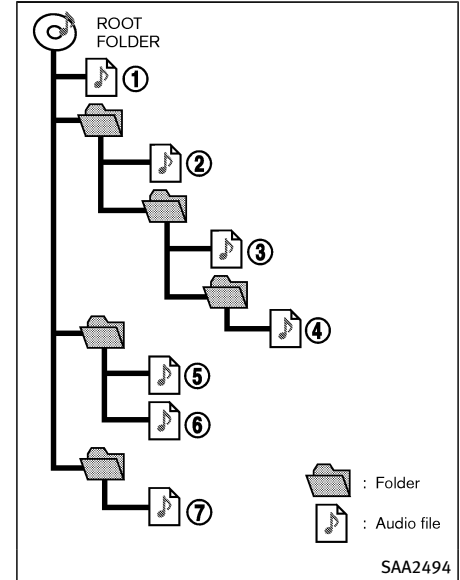 ROOT
FOLDER
1
2
3
4
5
6
7
: Folder
: Audio file
SAA2494